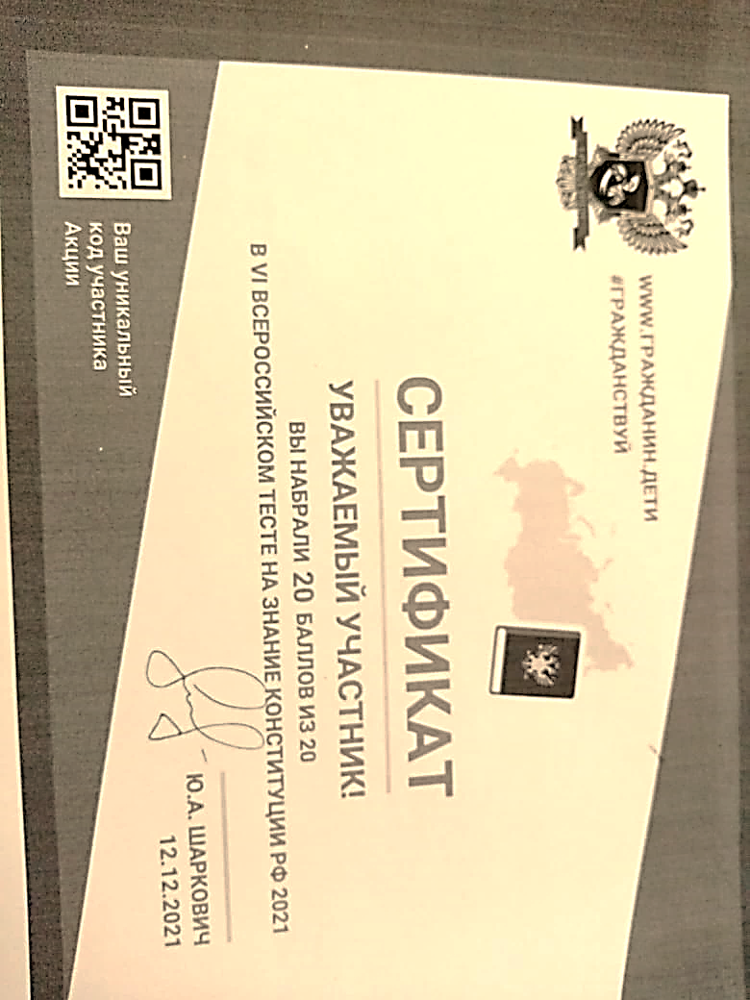 WWW.ГРАЖДАНИН.ДЕТИ
#ГРАЖДАНСТВУЙ
СЕРТИФИКАТ
УВАЖАЕМЫЙ УЧАСТНИК!
ВЫ НАБРАЛИ 20 БАЛЛОВ ИЗ 20
В VI ВСЕРОССИЙСКОМ ТЕСТЕ НА ЗНАНИЕ КОНСТИТУЦИИ РФ 2021
Ю.А. ШАРКОВИЧ
12.12.2021
Ваш уникальный
код участника
Акции